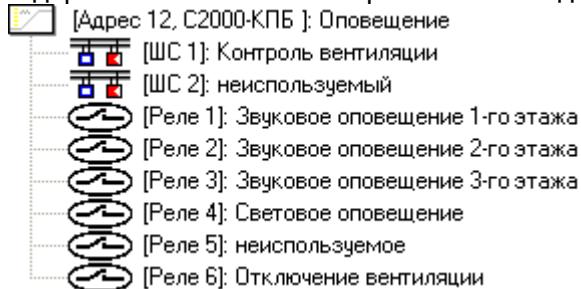 [Адрес 12, С2000-КПБ ]: Оповещение
[ШС 1]: Контроль вентиляции
[ШС 2]: неиспользуемый
[Реле 1]: Звуковое оповещение 1-го этажа
[Реле 2]: Звуковое оповещение 2-го этажа
[Реле 3]: Звуковое оповещение 3-го этажа
[Реле 4]: Световое оповещение
[Реле 5]: неиспользуемое
[Реле 6]: Отключение вентиляции